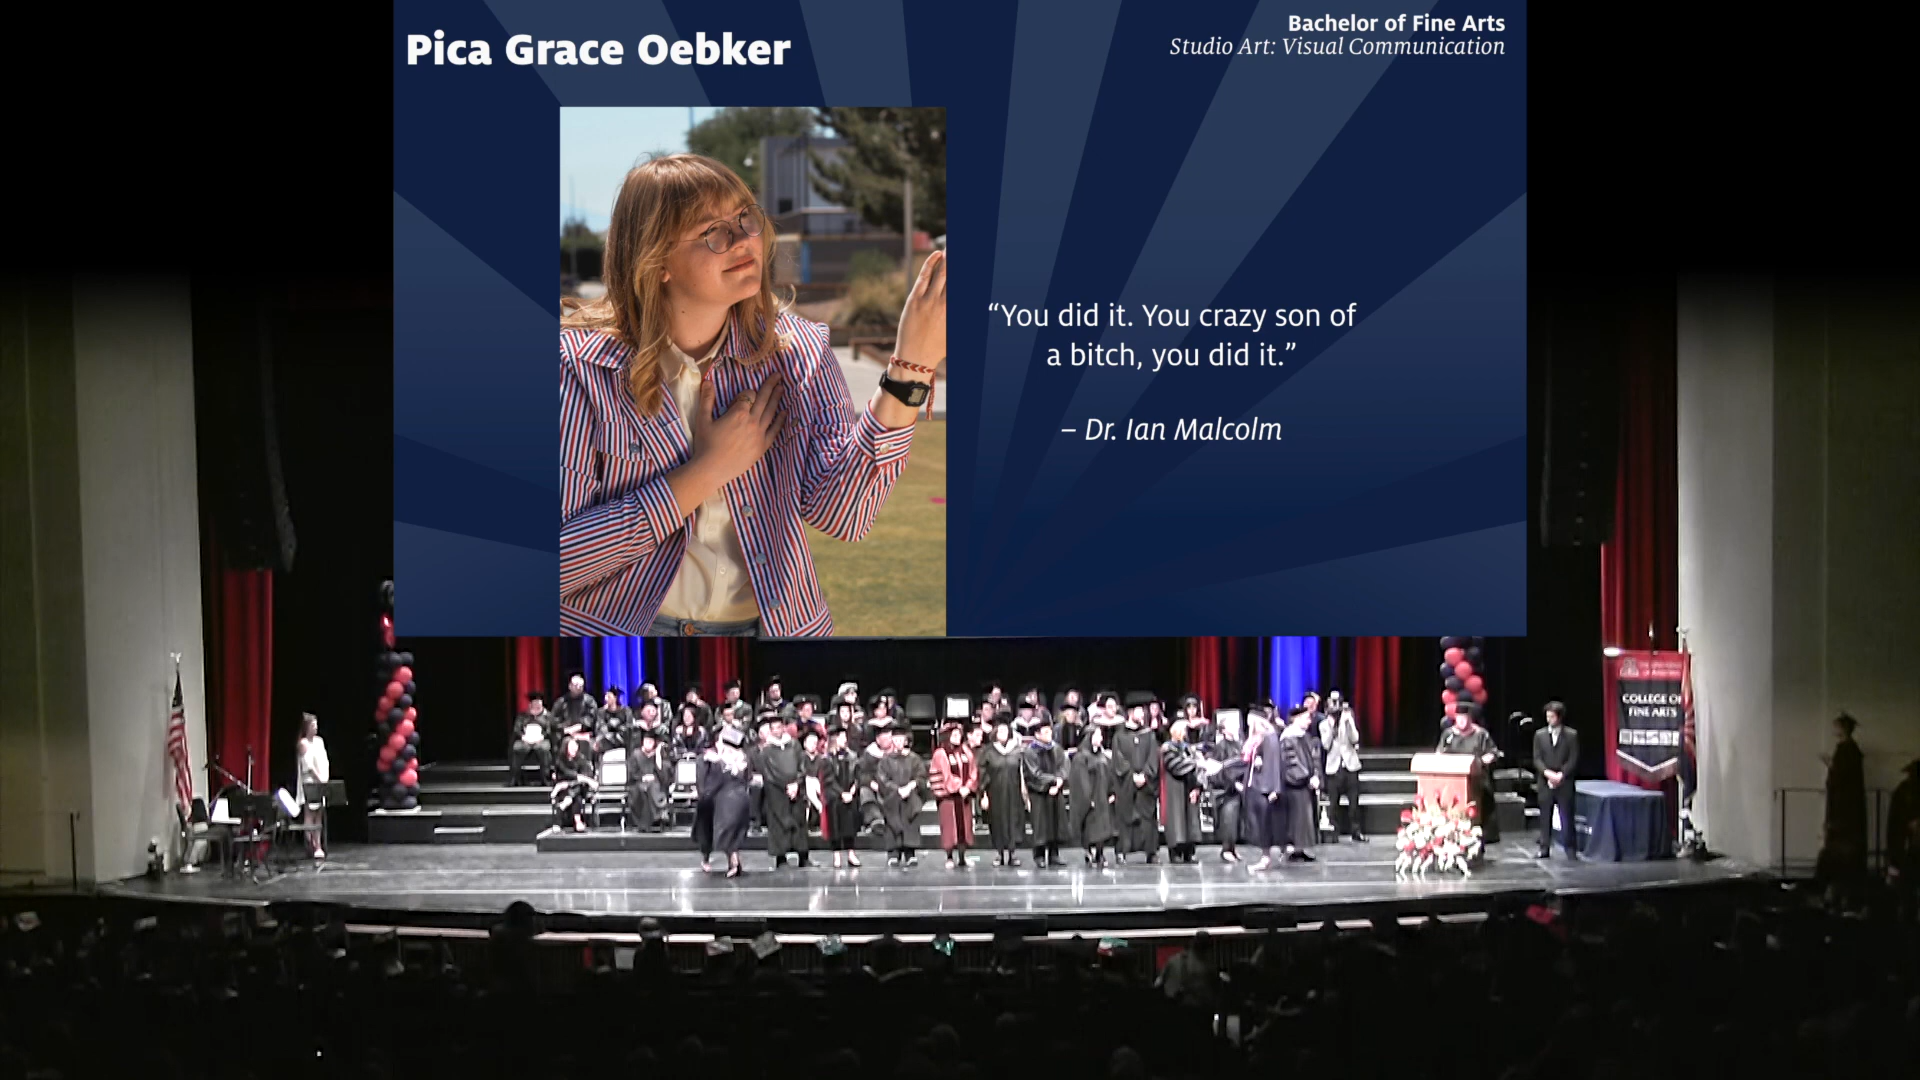 Pica Grace Oebker
Bachelor of Fine Arts
Studio Art: Visual Communication
“You did it. You crazy son of
a bitch, you did it.”
– Dr. Ian Malcolm
COLLEGE OF
FINE ARTS